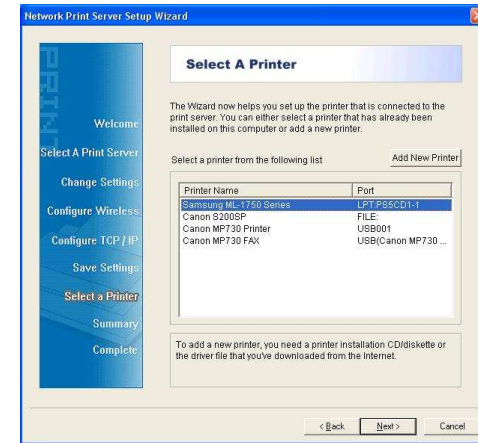 Network Print Server Setup Wizard
PRINT
Select A Printer
The Wizard now helps you set up the printer that is connected to the
print server. You can either select a printer that has already been
installed on this computer or add a new printer.
Welcome
Select A Print Server
Change Settings
Configure Wireless
Configure TCP / IP
Save Settings
Select a Printer
Summary
Complete
Select a printer from the following list
Add New Printer
Printer Name Port
Samsung ML-1750 Series LPT:PS5CD1-1
Canon S200SP FILE:
Canon MP730 Printer USB001
Canon MP730 FAX USB(Canon MP730 ...
To add a new printer, you need a printer installation CD/diskette or
the driver file that you've downloaded from the Internet.
< Back Next > Cancel